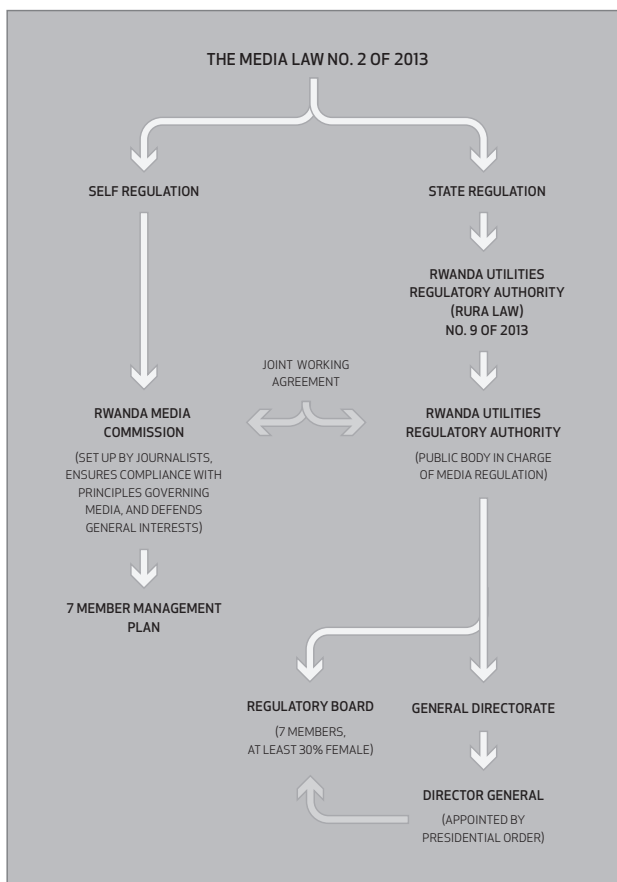 THE MEDIA LAW NO. 2 OF 2013
SELF REGULATION
STATE REGULATION
RWANDA UTILITIES
REGULATORY AUTHORITY
(RURA LAW)
NO. 9 OF 2013
JOINT WORKING
AGREEMENT
RWANDA MEDIA
COMMISSION
(SET UP BY JOURNALISTS,
ENSURES COMPLIANCE WITH
PRINCIPLES GOVERNING
MEDIA, AND DEFENDS
GENERAL INTERESTS)
RWANDA UTILITIES
REGULATORY AUTHORITY
(PUBLIC BODY IN CHARGE
OF MEDIA REGULATION)
7 MEMBER MANAGEMENT
PLAN
REGULATORY BOARD
(7 MEMBERS,
AT LEAST 30% FEMALE)
GENERAL DIRECTORATE
DIRECTOR GENERAL
(APPOINTED BY
PRESIDENTIAL ORDER)